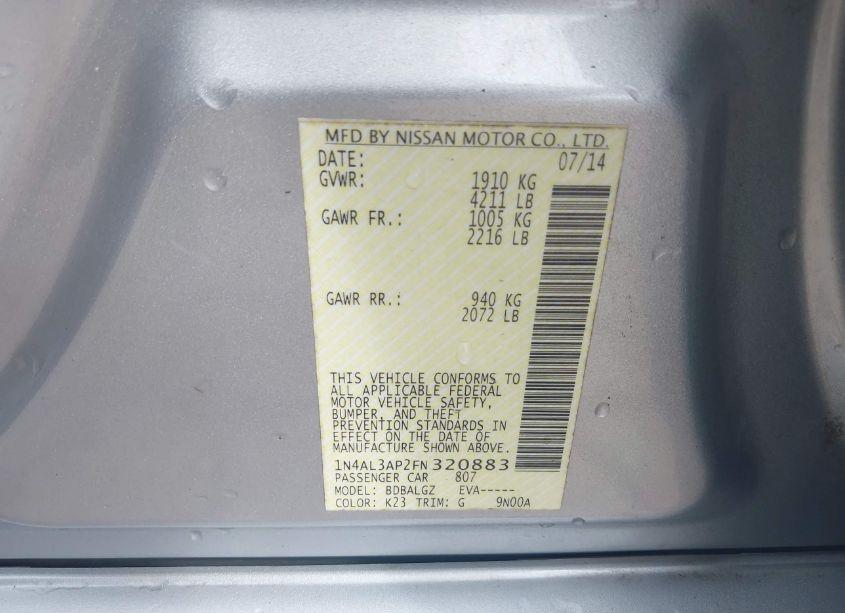 MFD BY NISSAN MOTOR CO., LTD.
DATE: 07/14
GVWR: 1910 KG
4211 LB
GAWR FR.: 1005 KG
2216 LB
GAWR RR.: 940 KG
2072 LB
THIS VEHICLE CONFORMS TO
ALL APPLICABLE FEDERAL
MOTOR VEHICLE SAFETY,
BUMPER, AND THEFT
PREVENTION STANDARDS IN
EFFECT ON THE DATE OF
MANUFACTURE SHOWN ABOVE.
1N4AL3AP2FN320883
PASSENGER CAR 807
MODEL: BDBALGZ EVA-----
COLOR: K23 TRIM: G 9N00A